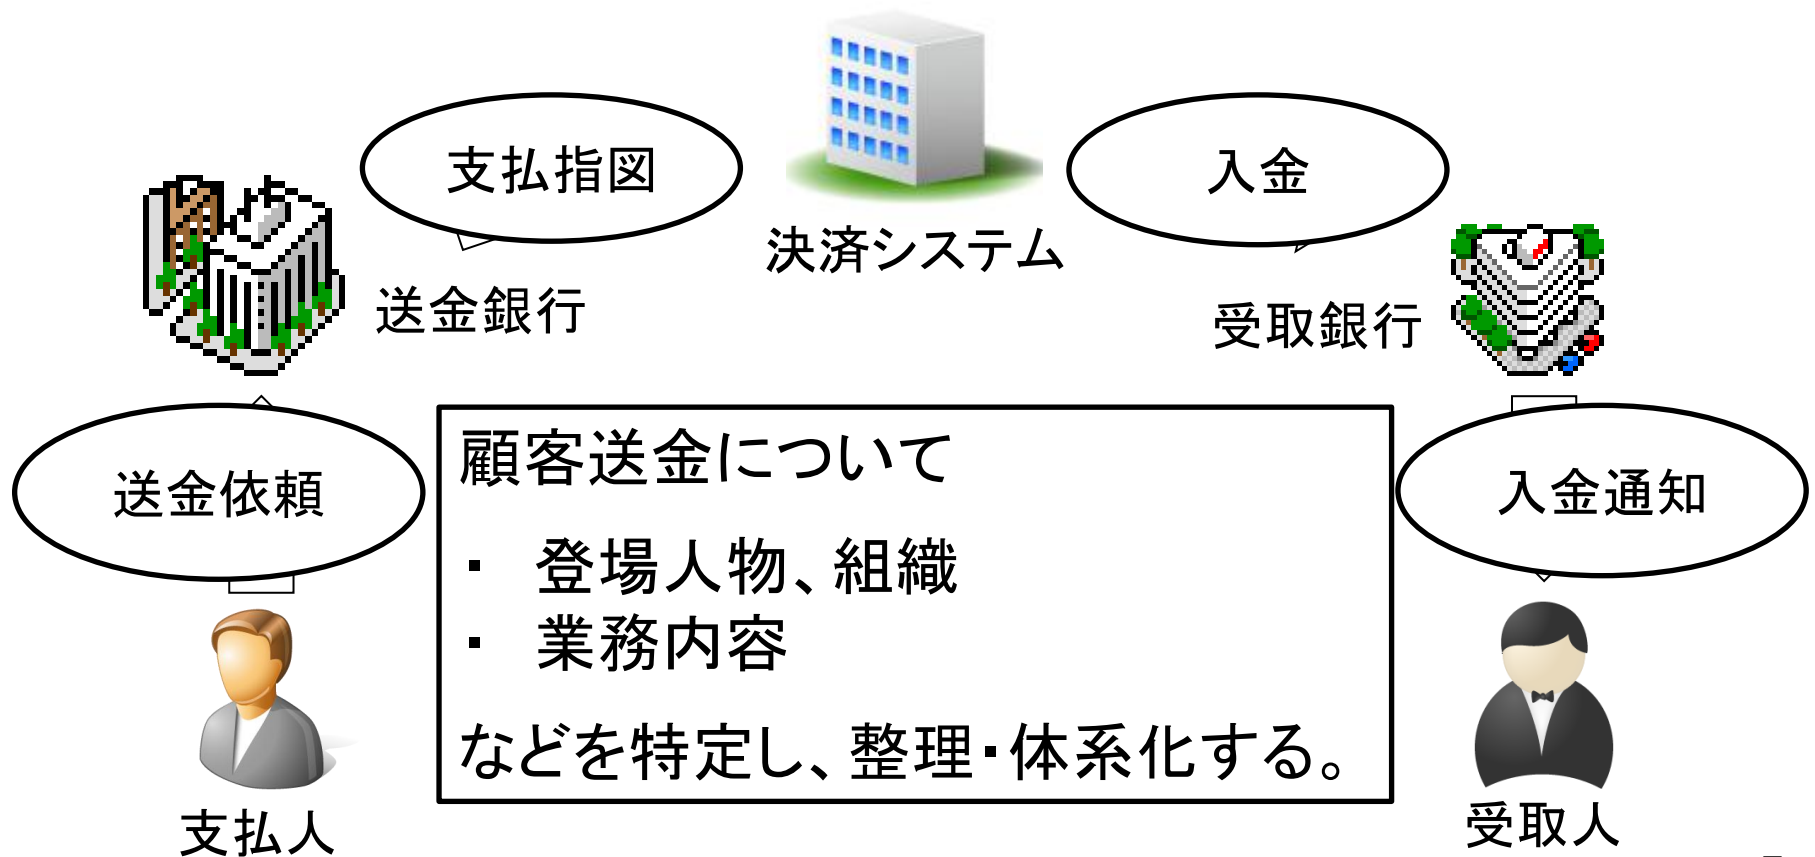 支払指図
入金
決済システム
送金銀行
受取銀行
送金依頼
顧客送金について
・ 登場人物、組織
・ 業務内容
などを特定し、整理・体系化する。
入金通知
支払人
受取人